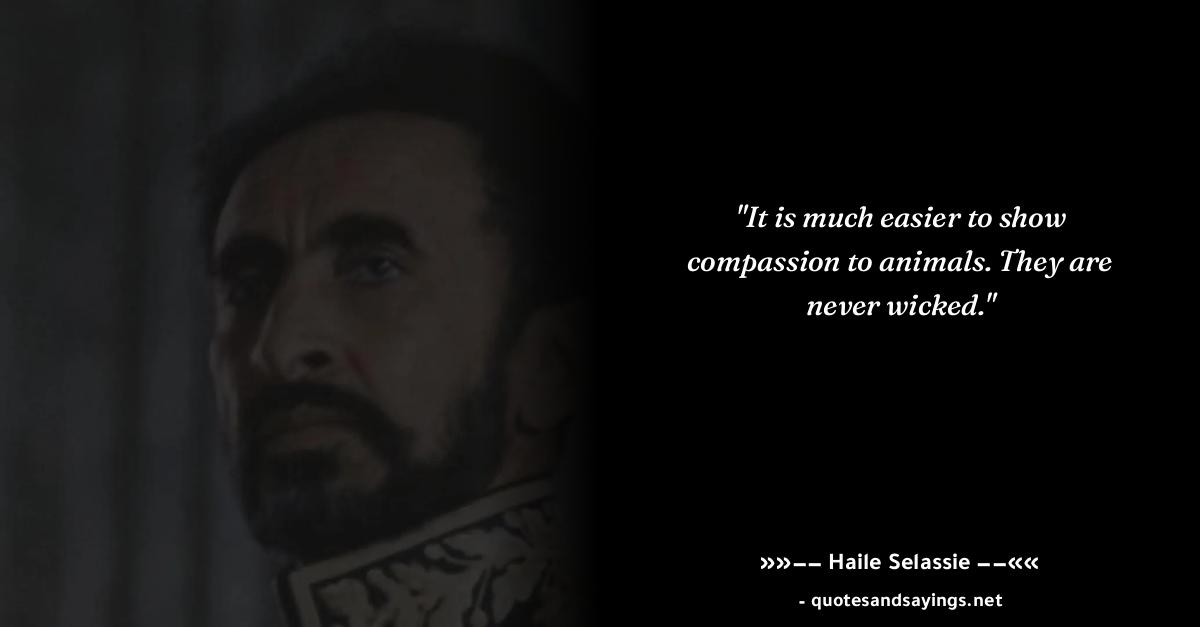 "It is much easier to show
compassion to animals. They are
never wicked."
»»−− Haile Selassie −−««
- quotesandsayings.net